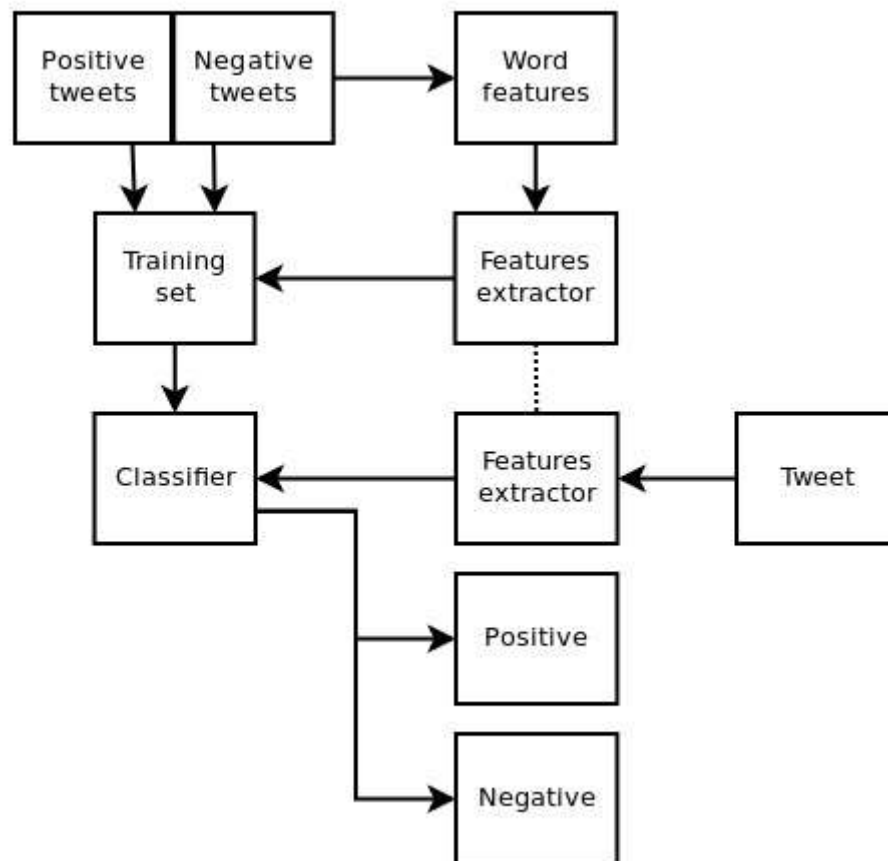 Positive
tweets
Negative
tweets
Word
features
Training
set
Features
extractor
Classifier
Features
extractor
Tweet
Positive
Negative